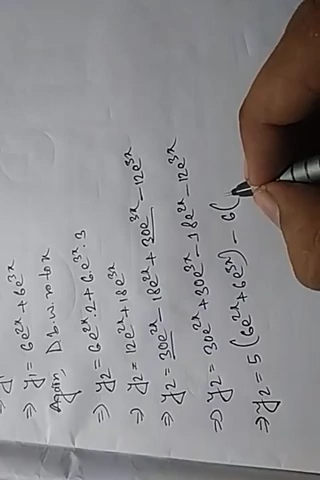 ⇒ y₁
⇒ y₁ = 6e^{2x} + 6e^{3x}
Again, D.b.w.r.to x
⇒ y₂ = 6e^{2x}·2 + 6·e^{3x}·3
⇒ y₂ = 12e^{2x} + 18e^{3x}
⇒ y₂ = 30e^{2x} - 18e^{2x} + 30e^{3x} - 12e^{3x}
⇒ y₂ = 30e^{2x} + 30e^{3x} - 18e^{2x} - 12e^{3x}
⇒ y₂ = 5(6e^{2x} + 6e^{3x}) - 6(